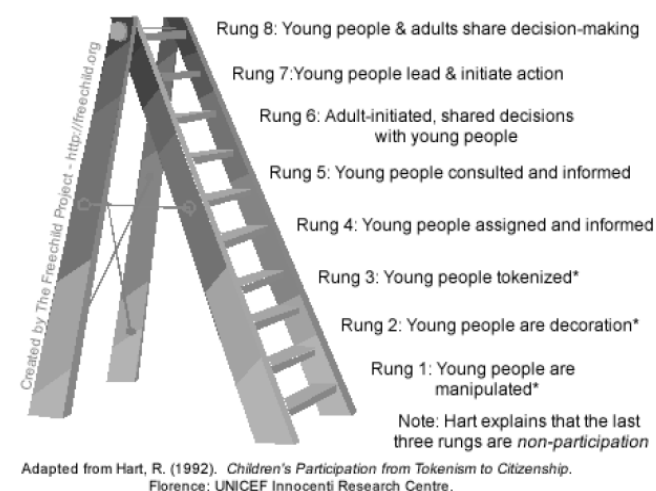 Rung 8: Young people & adults share decision-making
Rung 7:Young people lead & initiate action
Rung 6: Adult-initiated, shared decisions
with young people
Rung 5: Young people consulted and informed
Rung 4: Young people assigned and informed
Rung 3: Young people tokenized*
Rung 2: Young people are decoration*
Rung 1: Young people are
manipulated*
Note: Hart explains that the last
three rungs are non-participation
Created by The Freechild Project - http://freechild.org
Adapted from Hart, R. (1992). Children's Participation from Tokenism to Citizenship.
Florence: UNICEF Innocenti Research Centre.